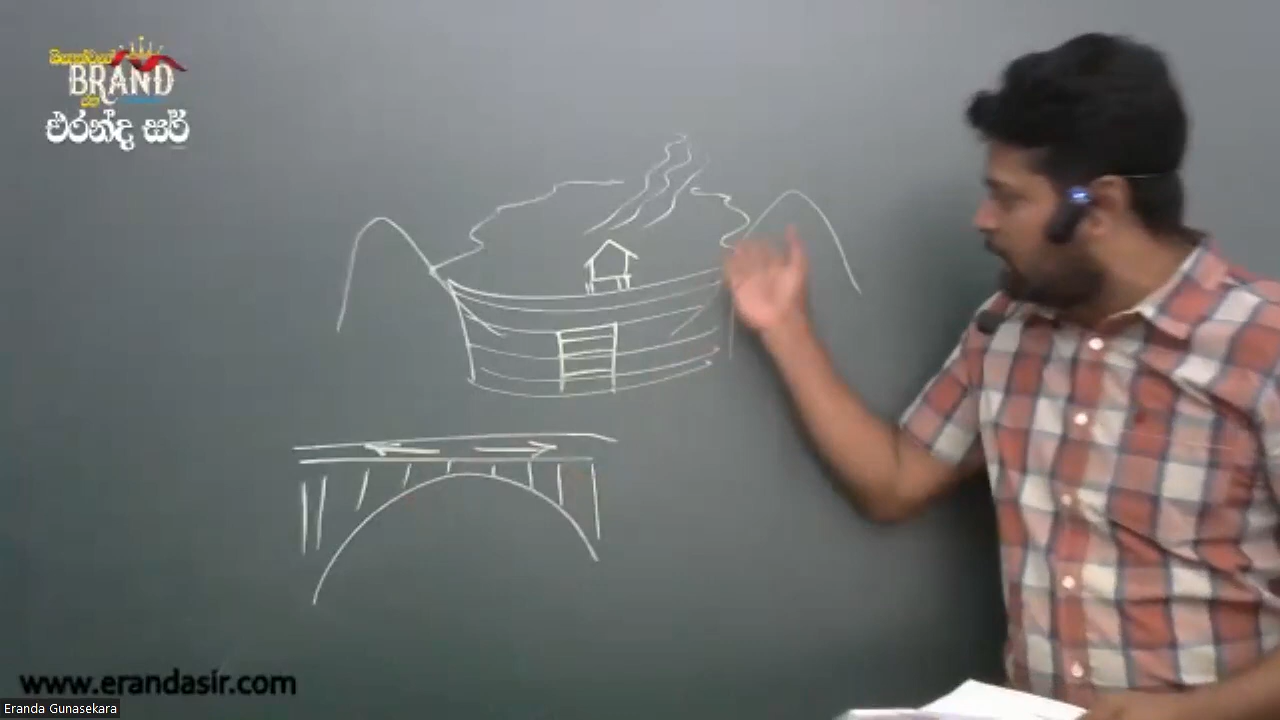 BRAND
එරන්ද සර්
www.erandasir.com
Eranda Gunasekara